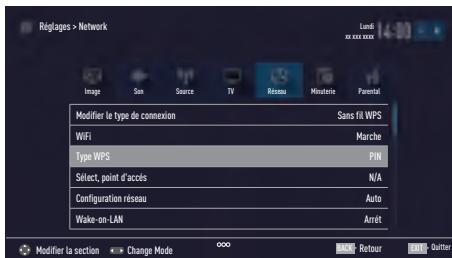 Réglages > Network
Lundi
xx xxx xxxx
14:00
Image Son Source TV Réseau Minuterie Parental
Modifier le type de connexion Sans fil WPS
WiFi Marche
Type WPS PIN
Sélect, point d'accés N/A
Configuration réseau Auto
Wake-on-LAN Arrét
Modifier la section Change Mode BACK - Retour EXIT - Quitter